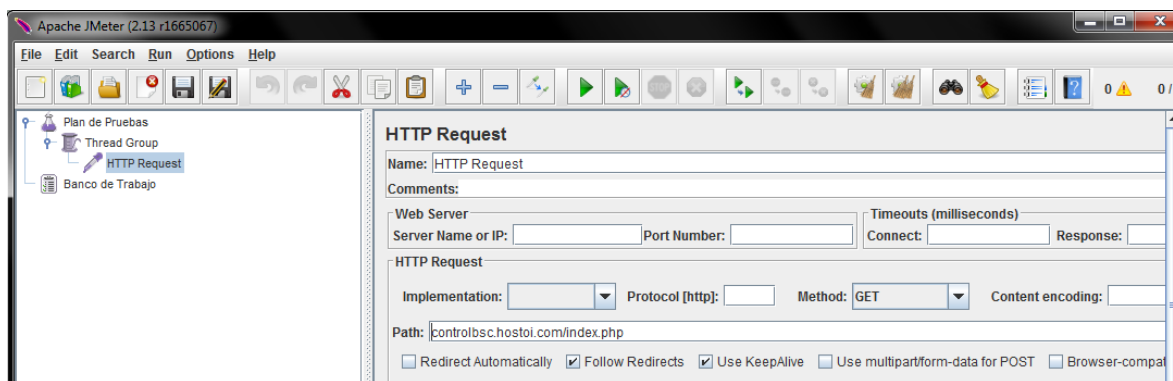 Apache JMeter (2.13 r1665067)
File Edit Search Run Options Help
STOP
0
0/
Plan de Pruebas
Thread Group
HTTP Request
Banco de Trabajo
HTTP Request
Name: HTTP Request
Comments:
Web Server
Timeouts (milliseconds)
Server Name or IP: Port Number: Connect: Response:
HTTP Request
Implementation: Protocol [http]: Method: GET Content encoding:
Path: controlbsc.hostoi.com/index.php
Redirect Automatically Follow Redirects Use KeepAlive Use multipart/form-data for POST Browser-compat